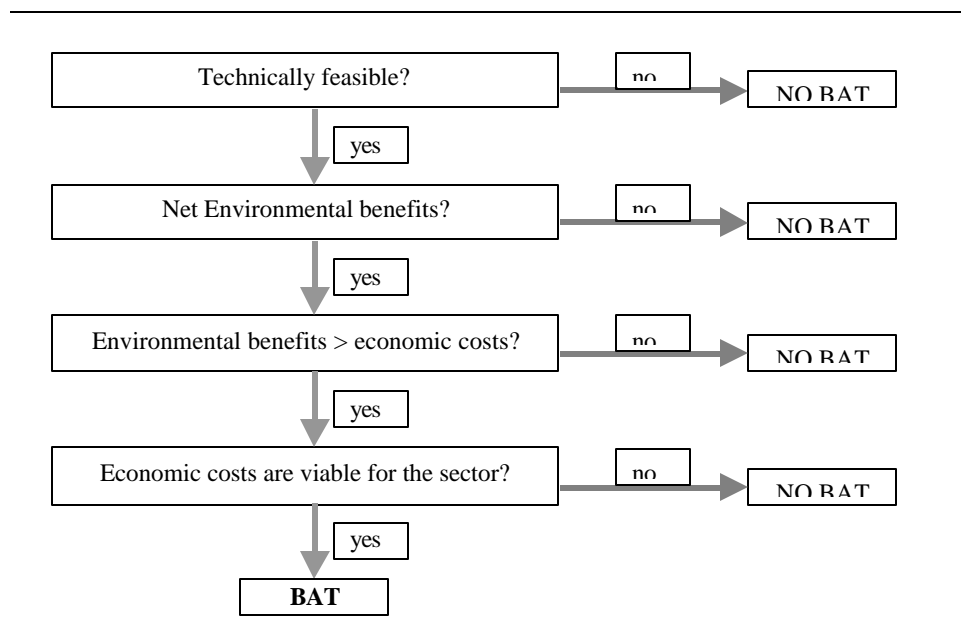 Technically feasible?
no
NO BAT
yes
Net Environmental benefits?
no
NO BAT
yes
Environmental benefits > economic costs?
no
NO BAT
yes
Economic costs are viable for the sector?
no
NO BAT
yes
BAT